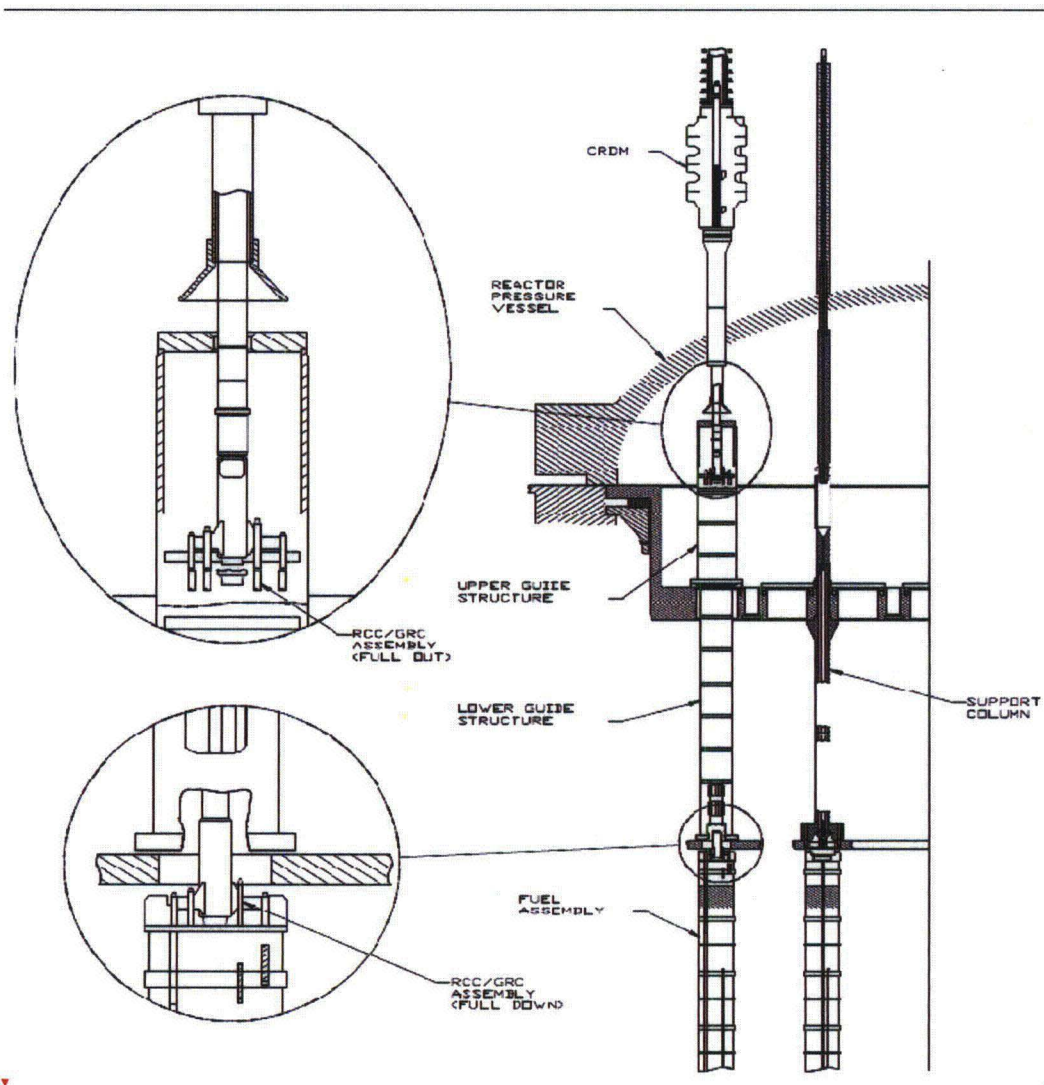 CRDM
REACTOR
PRESSURE
VESSEL
UPPER GUIDE
STRUCTURE
RCC/GRC
ASSEMBLY
(FULL OUT)
LOWER GUIDE
STRUCTURE
SUPPORT
COLUMN
FUEL
ASSEMBLY
RCC/GRC
ASSEMBLY
(FULL DOWN)